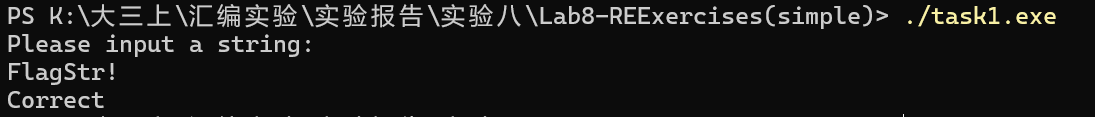 PS K:\大三上\汇编实验\实验报告\实验八\Lab8-REExercises(simple)> ./task1.exe
Please input a string:
FlagStr!
Correct